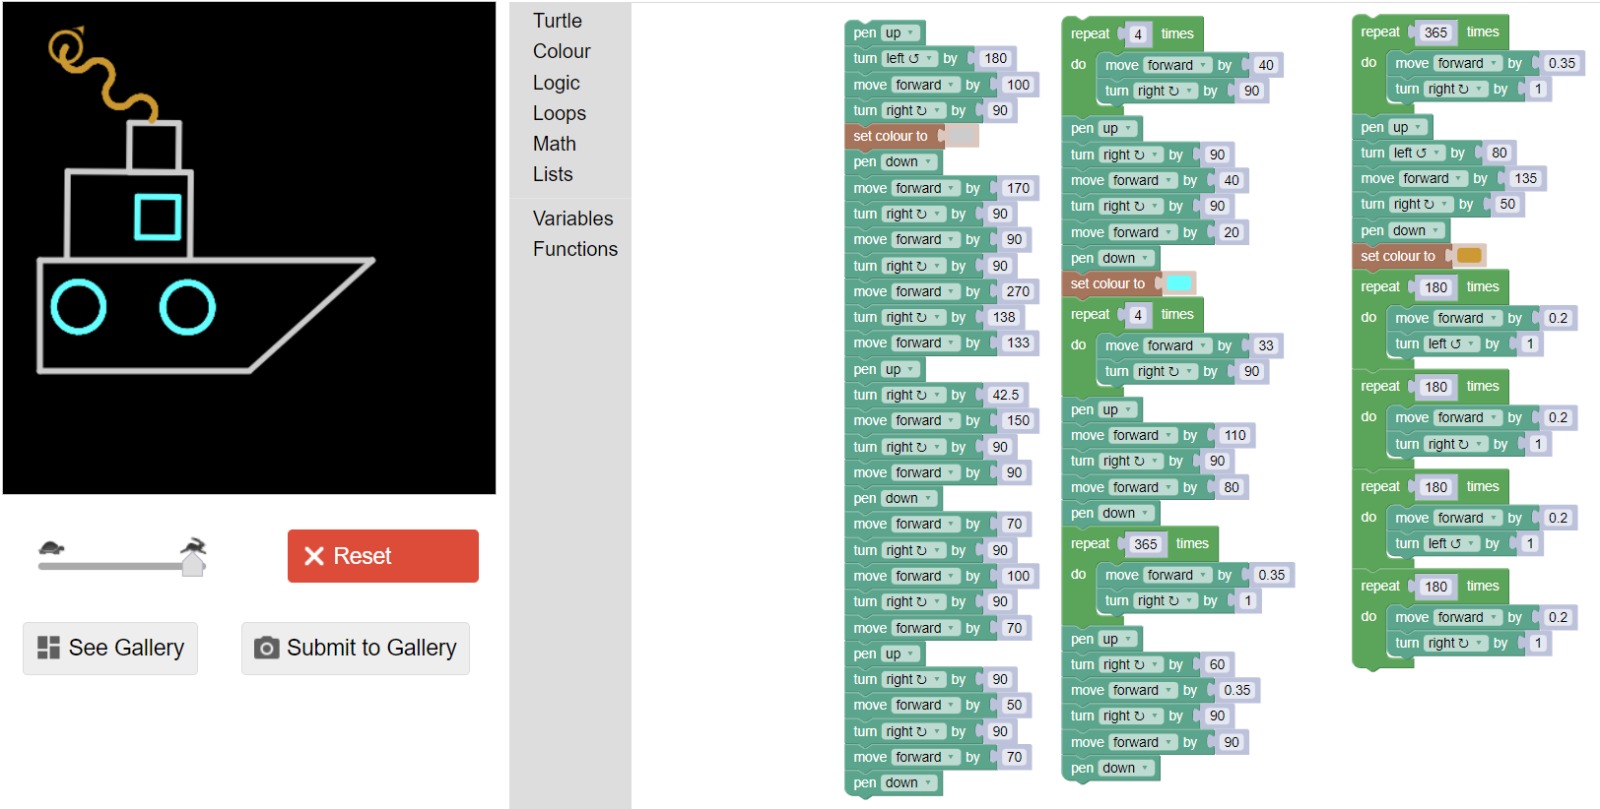 Turtle
Colour
Logic
Loops
Math
Lists
Variables
Functions
Reset
See Gallery
Submit to Gallery
pen up
turn left ↺ by 180
move forward by 100
turn right ↻ by 90
set colour to
pen down
move forward by 170
turn right ↻ by 90
move forward by 90
turn right ↻ by 90
move forward by 270
turn right ↻ by 138
move forward by 133
pen up
turn right ↻ by 42.5
move forward by 150
turn right ↻ by 90
move forward by 90
pen down
move forward by 70
turn right ↻ by 90
move forward by 100
turn right ↻ by 90
move forward by 70
pen up
turn right ↻ by 90
move forward by 50
turn right ↻ by 90
move forward by 70
pen down
repeat 4 times
do move forward by 40
turn right ↻ by 90
pen up
turn right ↻ by 90
move forward by 40
turn right ↻ by 90
move forward by 20
pen down
set colour to
repeat 4 times
do move forward by 33
turn right ↻ by 90
pen up
move forward by 110
turn right ↻ by 90
move forward by 80
pen down
repeat 365 times
do move forward by 0.35
turn right ↻ by 1
pen up
turn right ↻ by 60
move forward by 0.35
turn right ↻ by 90
move forward by 90
pen down
repeat 365 times
do move forward by 0.35
turn right ↻ by 1
pen up
turn left ↺ by 80
move forward by 135
turn right ↻ by 50
pen down
set colour to
repeat 180 times
do move forward by 0.2
turn left ↺ by 1
repeat 180 times
do move forward by 0.2
turn right ↻ by 1
repeat 180 times
do move forward by 0.2
turn left ↺ by 1
repeat 180 times
do move forward by 0.2
turn right ↻ by 1